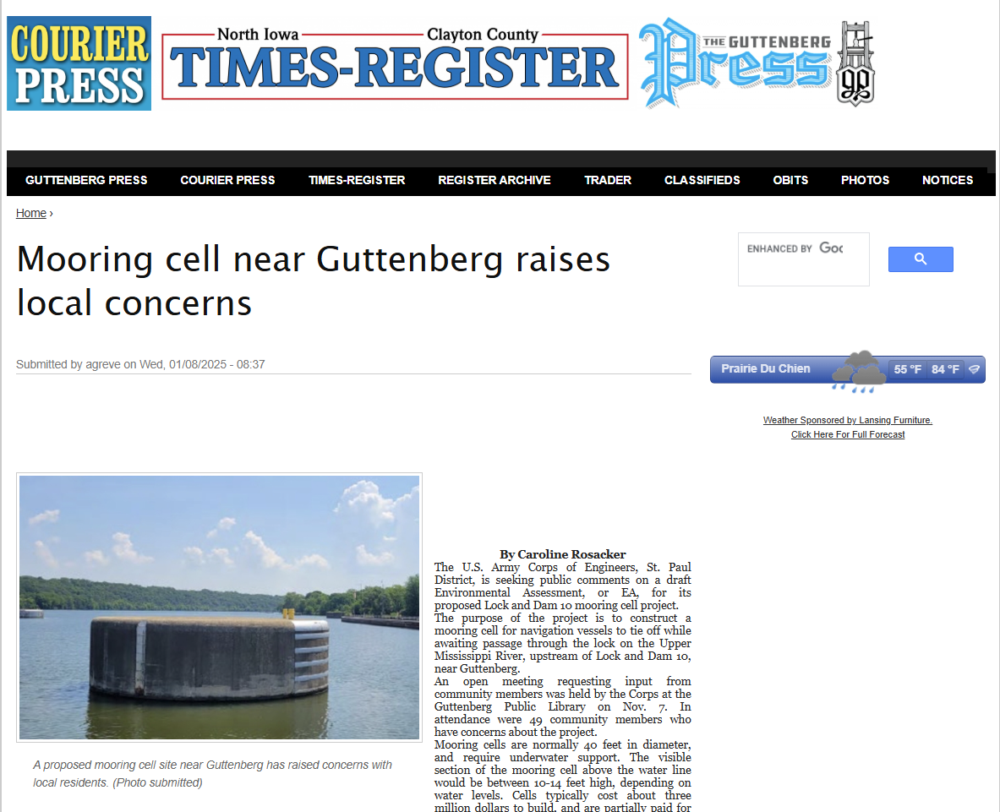 COURIER
PRESS
North Iowa Clayton County
TIMES-REGISTER
THE GUTTENBERG
Press
gp
GUTTENBERG PRESS COURIER PRESS TIMES-REGISTER REGISTER ARCHIVE TRADER CLASSIFIEDS OBITS PHOTOS NOTICES
Home ›
Mooring cell near Guttenberg raises
local concerns
ENHANCED BY Goo
Submitted by agreve on Wed, 01/08/2025 - 08:37
Prairie Du Chien 55 °F 84 °F
Weather Sponsored by Lansing Furniture.
Click Here For Full Forecast
A proposed mooring cell site near Guttenberg has raised concerns with
local residents. (Photo submitted)
By Caroline Rosacker
The U.S. Army Corps of Engineers, St. Paul
District, is seeking public comments on a draft
Environmental Assessment, or EA, for its
proposed Lock and Dam 10 mooring cell project.
The purpose of the project is to construct a
mooring cell for navigation vessels to tie off while
awaiting passage through the lock on the Upper
Mississippi River, upstream of Lock and Dam 10,
near Guttenberg.
An open meeting requesting input from
community members was held by the Corps at the
Guttenberg Public Library on Nov. 7. In
attendance were 49 community members who
have concerns about the project.
Mooring cells are normally 40 feet in diameter,
and require underwater support. The visible
section of the mooring cell above the water line
would be between 10-14 feet high, depending on
water levels. Cells typically cost about three
million dollars to build, and are partially paid for